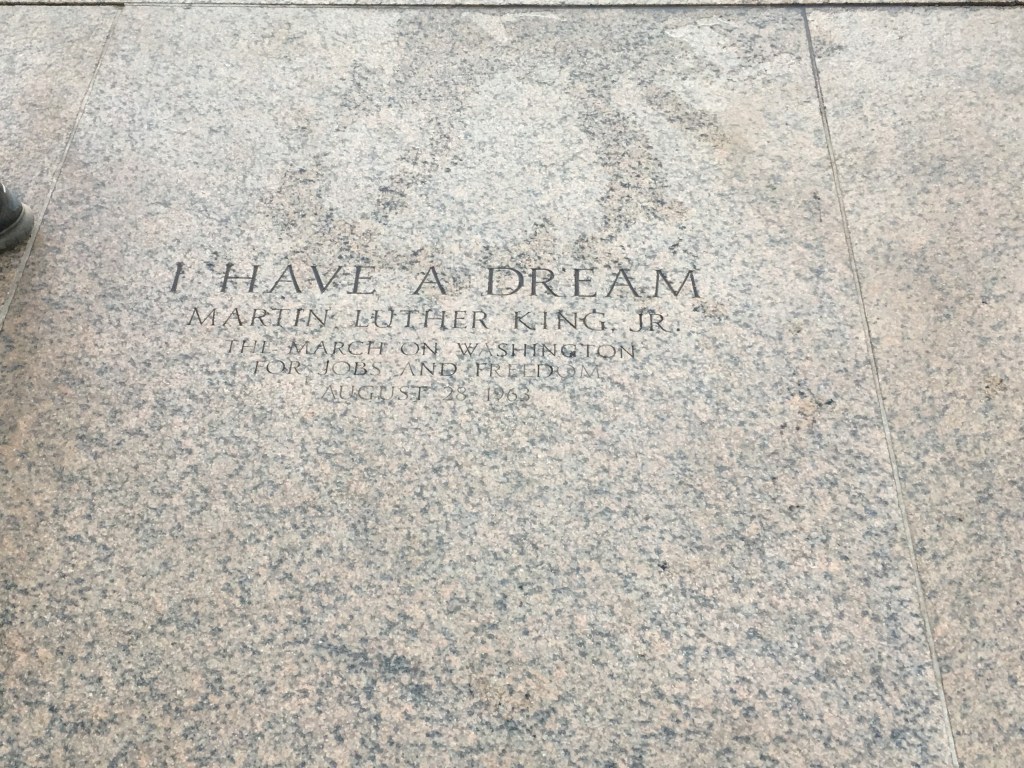 I HAVE A DREAM
MARTIN LUTHER KING, JR.
THE MARCH ON WASHINGTON
FOR JOBS AND FREEDOM
AUGUST 28, 1963